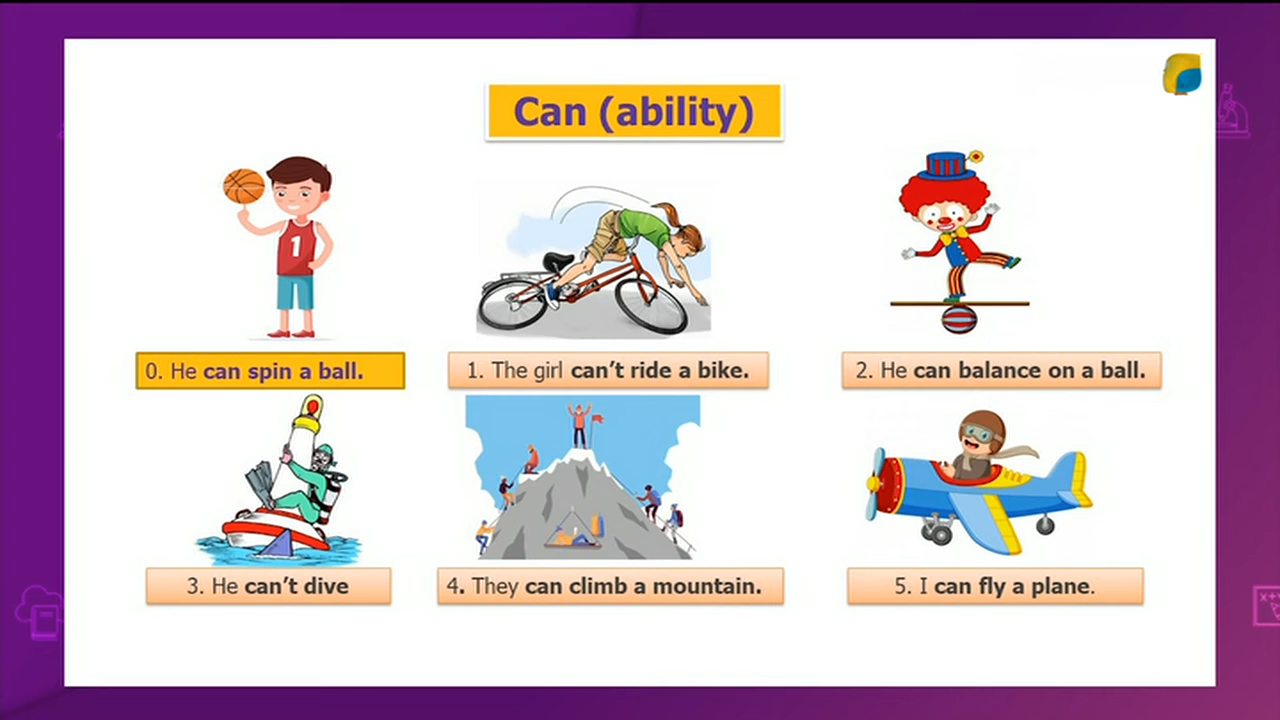 Can (ability)
1
0. He can spin a ball.
1. The girl can't ride a bike.
2. He can balance on a ball.
3. He can't dive
4. They can climb a mountain.
5. I can fly a plane.